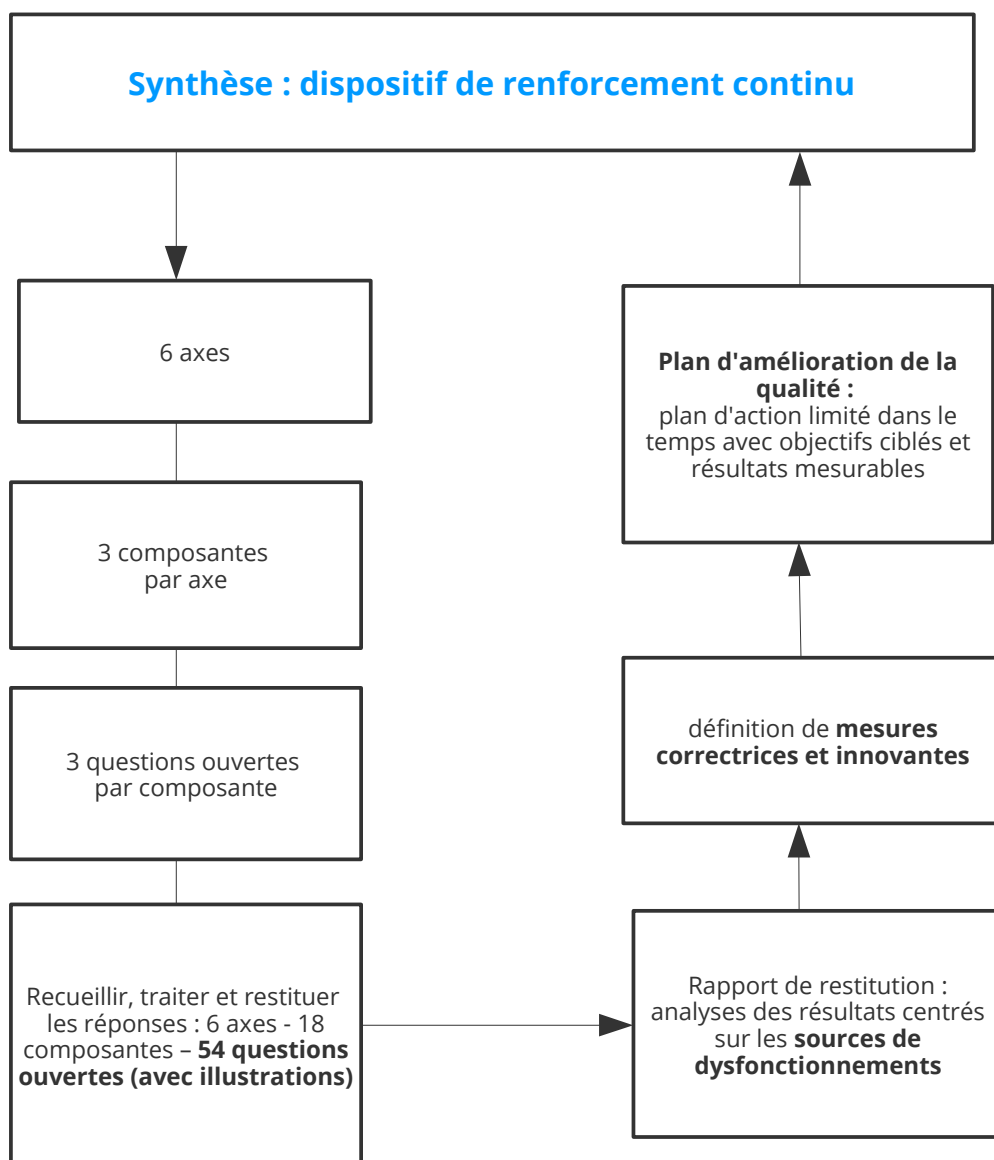 Synthèse : dispositif de renforcement continu
6 axes
3 composantes
par axe
3 questions ouvertes
par composante
Recueillir, traiter et restituer
les réponses : 6 axes - 18
composantes – 54 questions
ouvertes (avec illustrations)
Plan d'amélioration de la
qualité :
plan d'action limité dans le
temps avec objectifs ciblés et
résultats mesurables
définition de mesures
correctrices et innovantes
Rapport de restitution :
analyses des résultats centrés
sur les sources de
dysfonctionnements